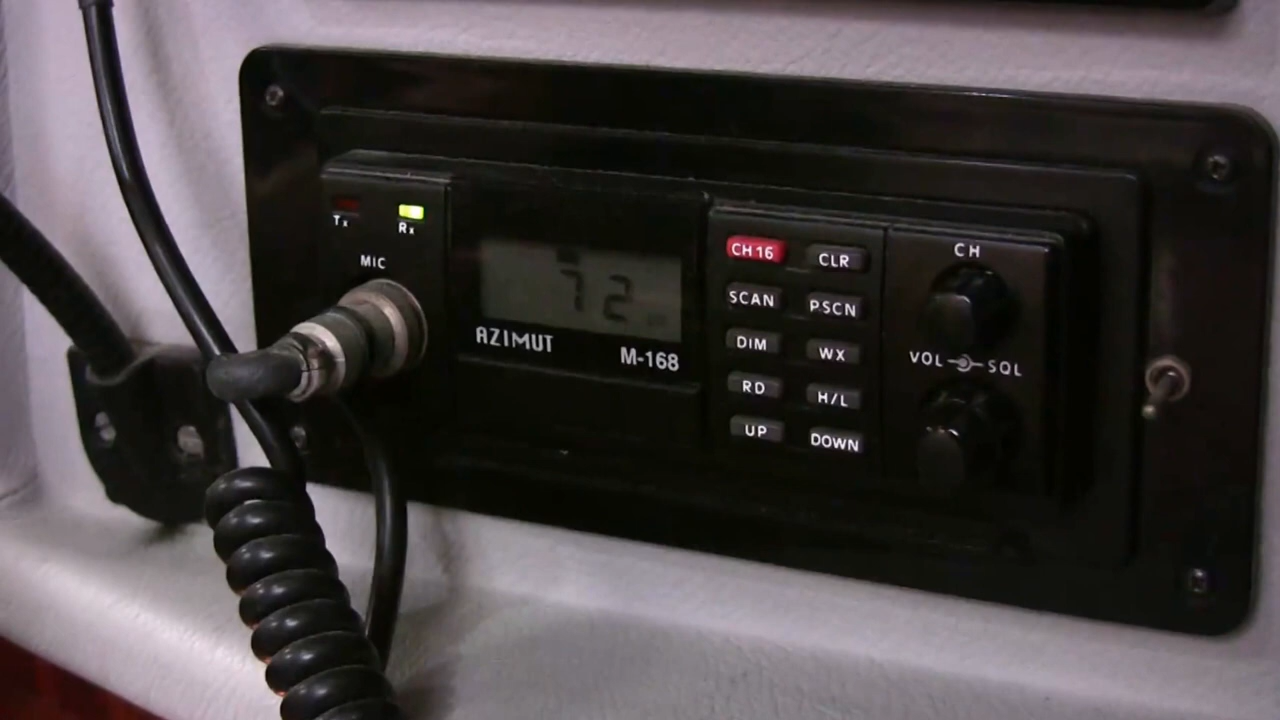 Tx Rx
MIC
72
AZIMUT
M-168
CH16 CLR
SCAN PSCN
DIM WX
RD H/L
UP DOWN
CH
VOL SQL